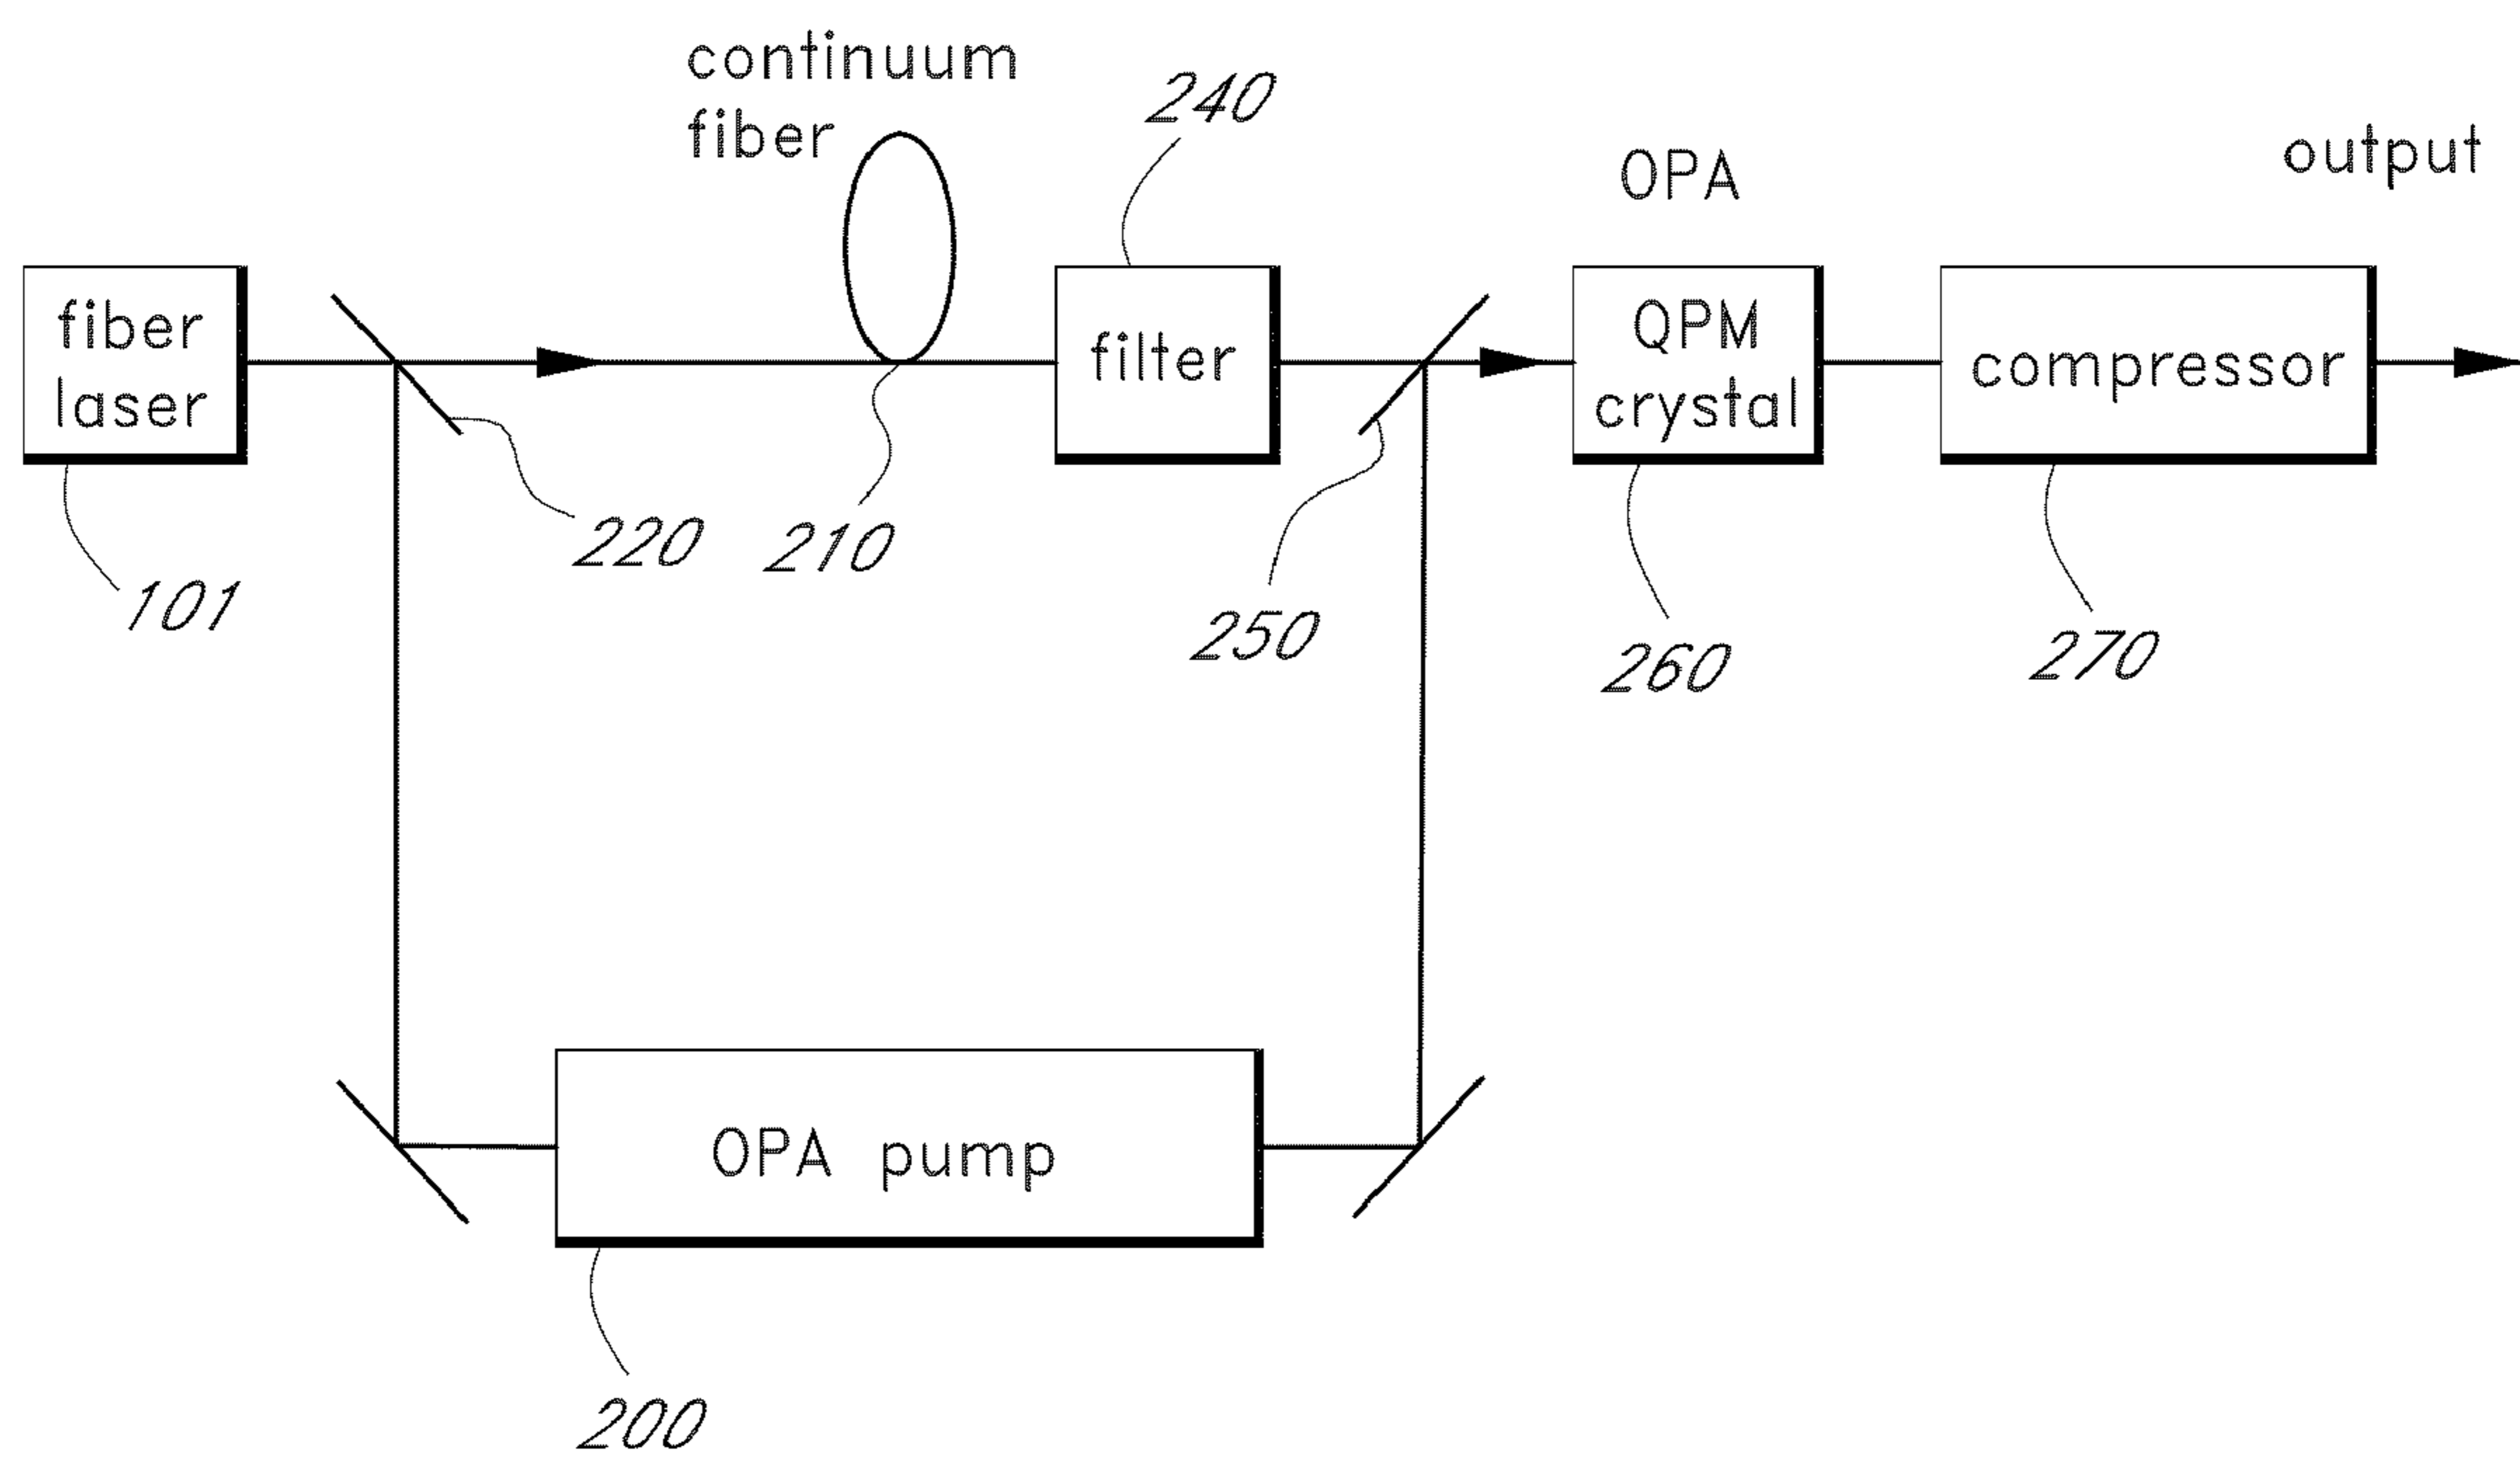 continuum
fiber
240
OPA
output
fiber
laser
filter
QPM
crystal
compressor
220
210
101
250
260
270
OPA pump
200